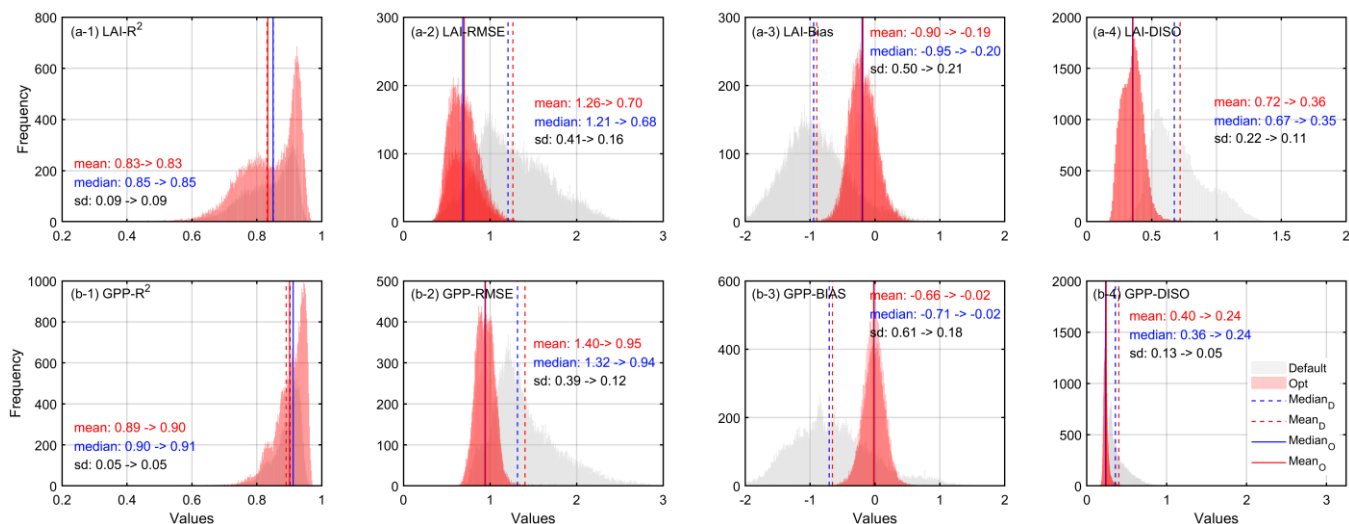 (a-1) LAI-R²
mean: 0.83-> 0.83
median: 0.85 -> 0.85
sd: 0.09 -> 0.09
Frequency
800
600
400
200
0
0.2 0.4 0.6 0.8 1
(a-2) LAI-RMSE
mean: 1.26-> 0.70
median: 1.21 -> 0.68
sd: 0.41-> 0.16
300
200
100
0
0 1 2 3
(a-3) LAI-Bias
mean: -0.90 -> -0.19
median: -0.95 -> -0.20
sd: 0.50 -> 0.21
300
200
100
0
-2 -1 0 1 2
(a-4) LAI-DISO
mean: 0.72 -> 0.36
median: 0.67 -> 0.35
sd: 0.22 -> 0.11
2000
1500
1000
500
0
0 0.5 1 1.5 2
(b-1) GPP-R²
mean: 0.89 -> 0.90
median: 0.90 -> 0.91
sd: 0.05 -> 0.05
Frequency
1000
800
600
400
200
0
0.2 0.4 0.6 0.8 1
Values
(b-2) GPP-RMSE
mean: 1.40-> 0.95
median: 1.32 -> 0.94
sd: 0.39 -> 0.12
500
400
300
200
100
0
0 1 2 3
Values
(b-3) GPP-BIAS
mean: -0.66 -> -0.02
median: -0.71 -> -0.02
sd: 0.61 -> 0.18
600
400
200
0
-2 -1 0 1 2
Values
(b-4) GPP-DISO
mean: 0.40 -> 0.24
median: 0.36 -> 0.24
sd: 0.13 -> 0.05
2000
1500
1000
500
0
0 1 2 3
Values
Default
Opt
Median_D
Mean_D
Median_O
Mean_O